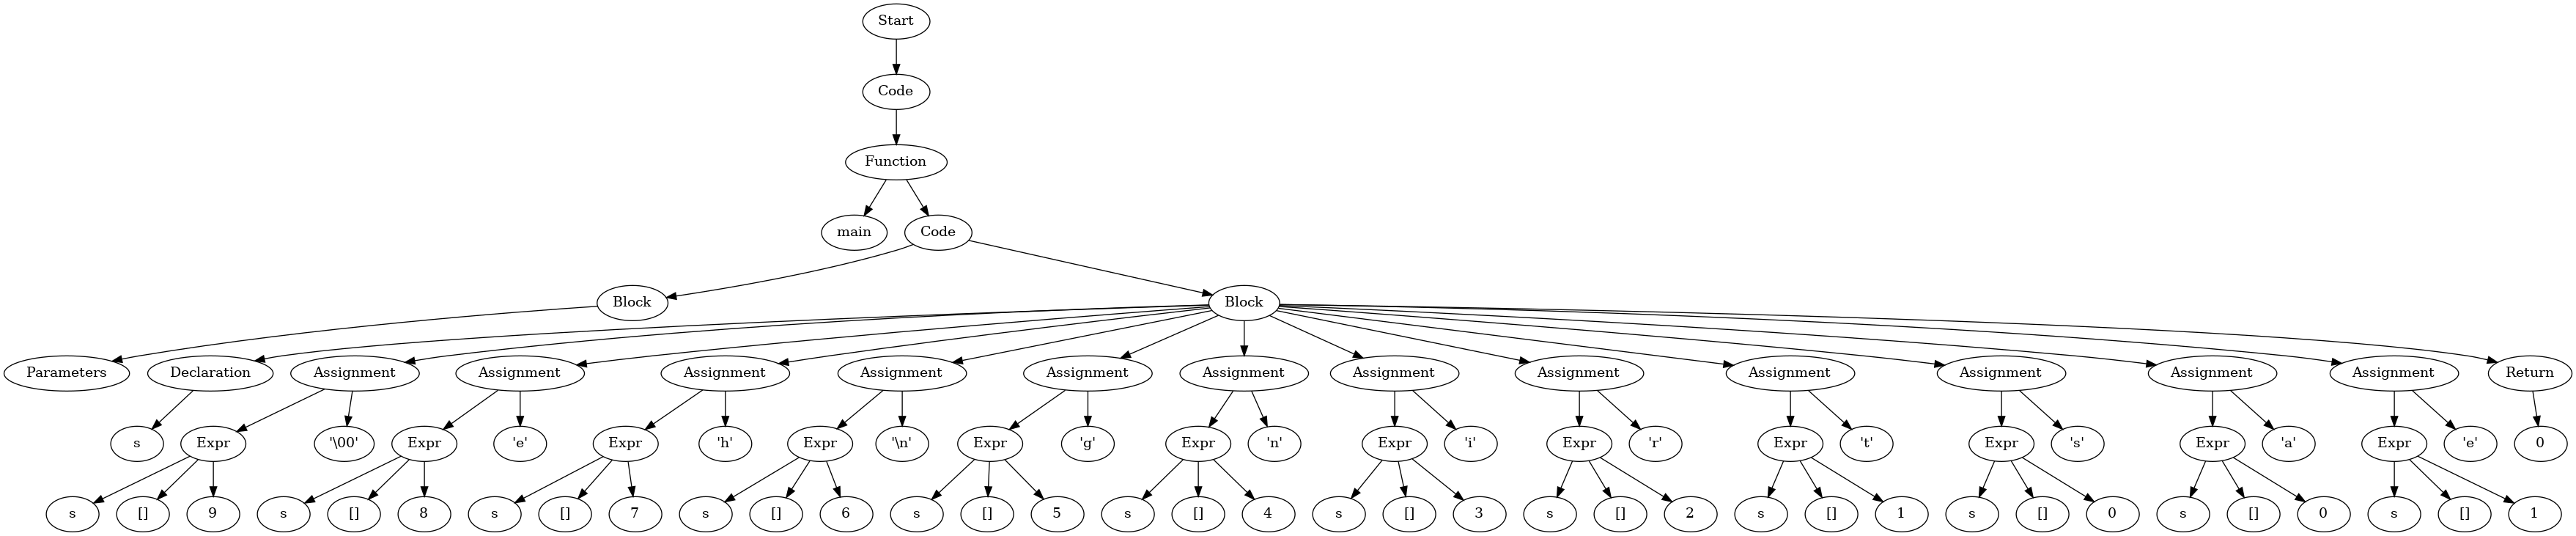 Start
Code
Function
main Code
Block Block
Parameters Declaration Assignment Assignment Assignment Assignment Assignment Assignment Assignment Assignment Assignment Assignment Assignment Assignment Return
s Expr '\00' Expr 'e' Expr 'h' Expr '\n' Expr 'g' Expr 'n' Expr 'i' Expr 'r' Expr 't' Expr 's' Expr 'a' Expr 'e' 0
s [] 9 s [] 8 s [] 7 s [] 6 s [] 5 s [] 4 s [] 3 s [] 2 s [] 1 s [] 0 s [] 0 s [] 1